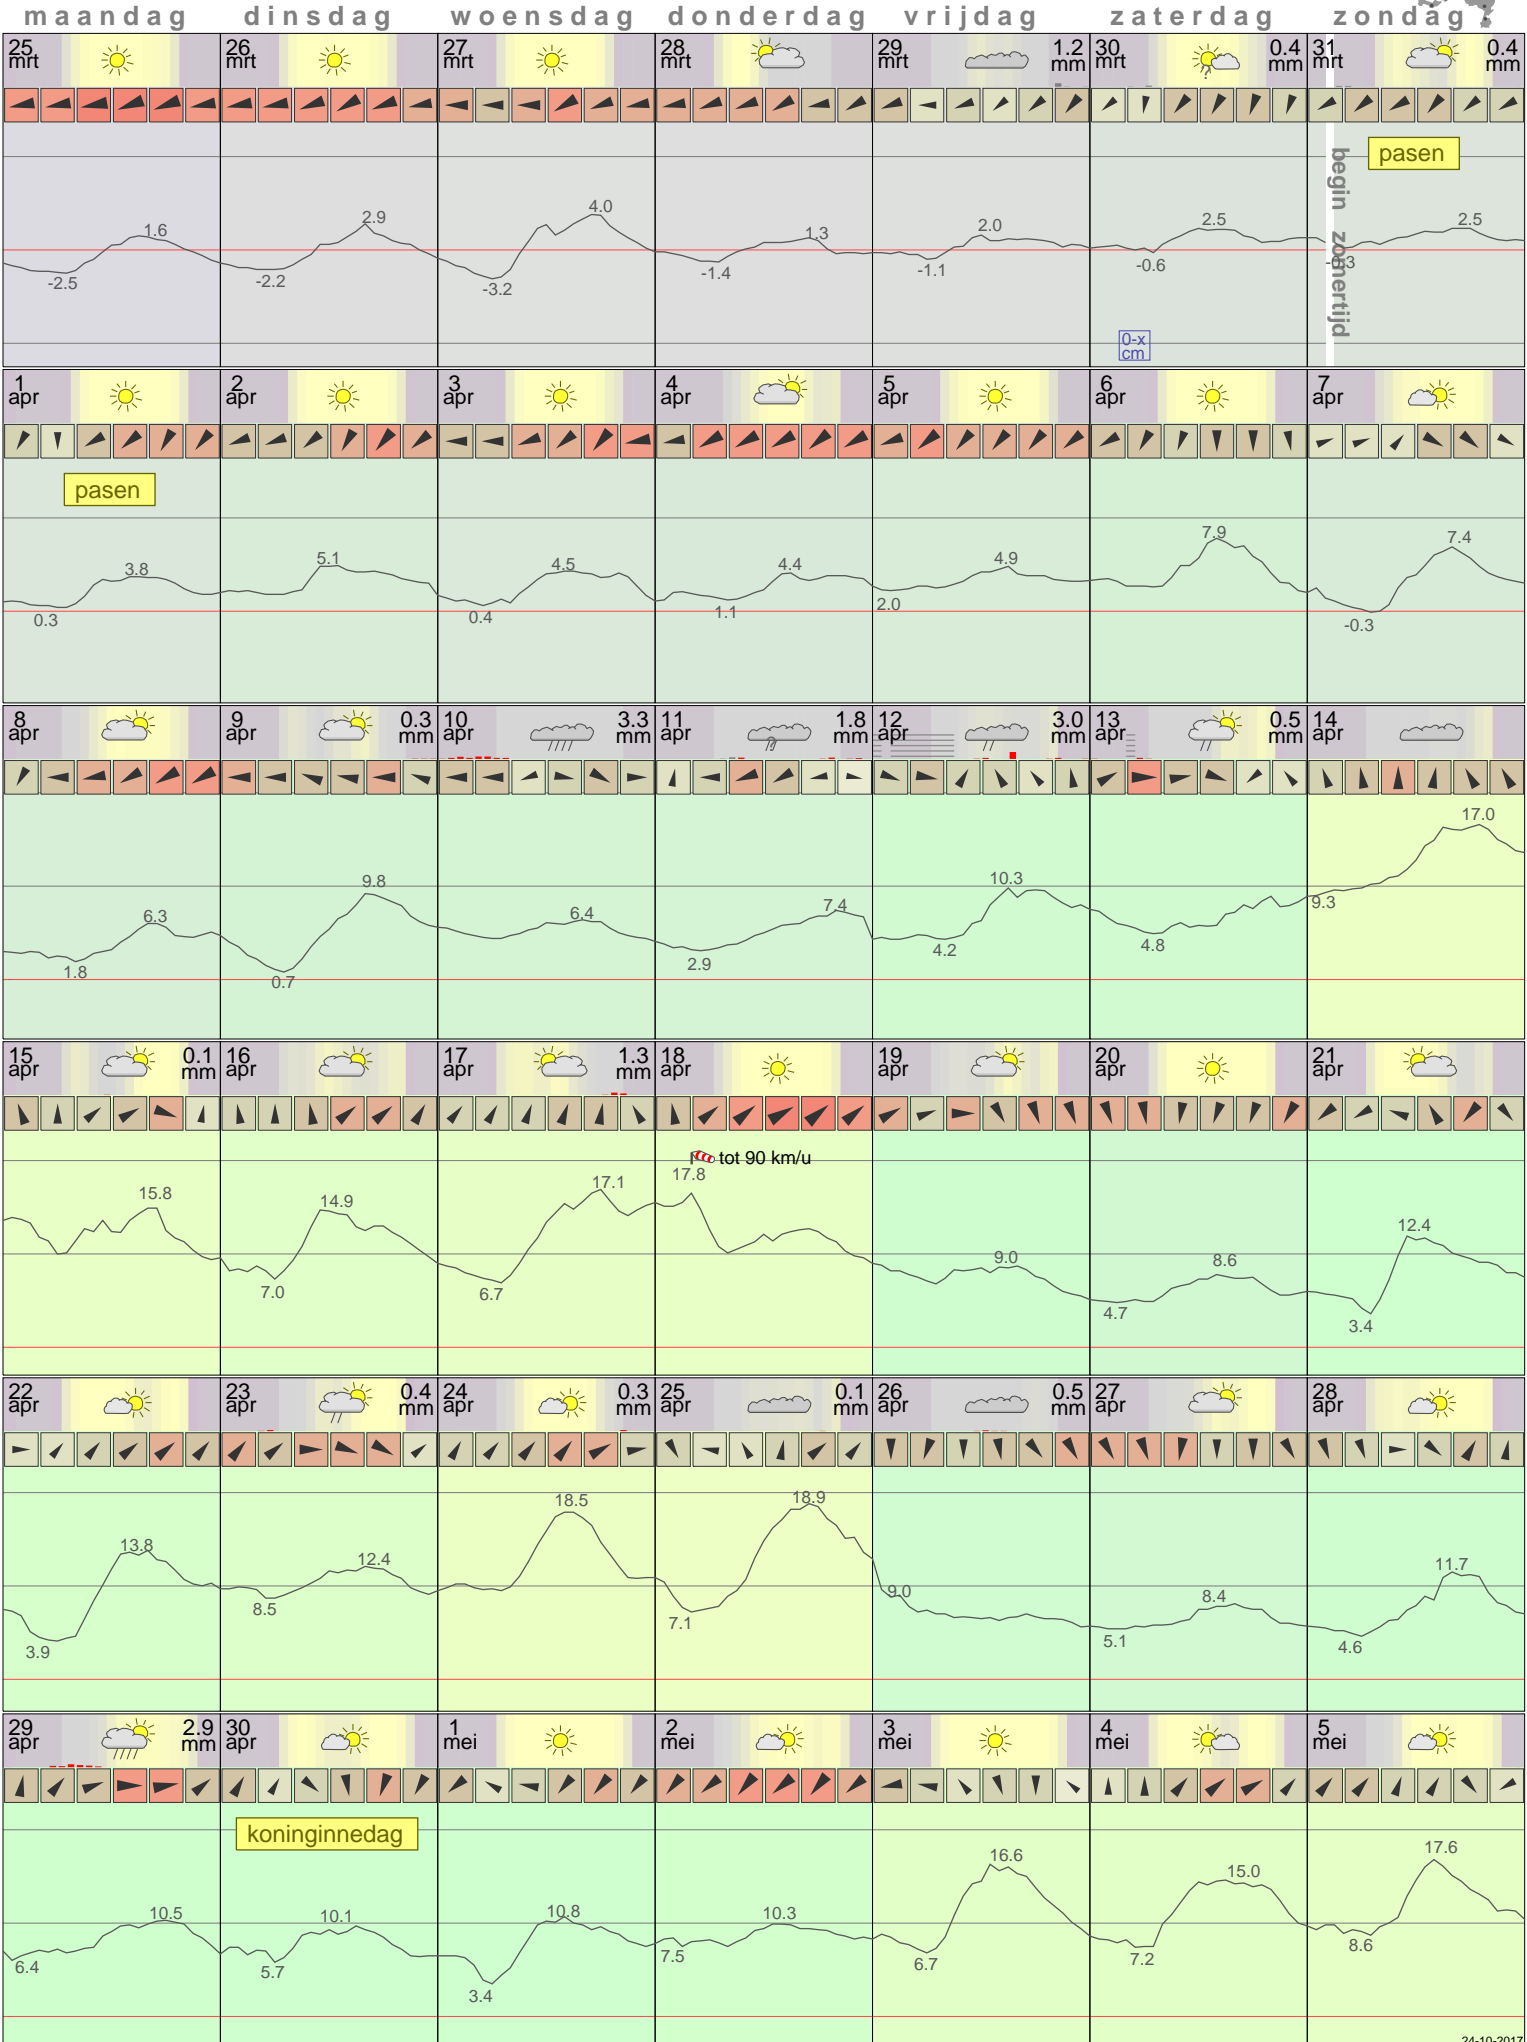 maandag dinsdag woensdag donderdag vrijdag zaterdag zondag
25 mrt 26 mrt 27 mrt 28 mrt 29 mrt 1.2 mm 30 mrt 0.4 mm 31 mrt 0.4 mm
pasen
begin zomertijd
1.6 2.9 4.0 1.3 2.0 2.5 2.5
-2.5 -2.2 -3.2 -1.4 -1.1 -0.6 -0.3
0-x
cm
1 apr 2 apr 3 apr 4 apr 5 apr 6 apr 7 apr
pasen
3.8 5.1 4.5 4.4 4.9 7.9 7.4
0.3 0.4 1.1 2.0 -0.3
8 apr 9 apr 0.3 mm 10 apr 3.3 mm 11 apr 1.8 mm 12 apr 3.0 mm 13 apr 0.5 mm 14 apr
6.3 9.8 6.4 7.4 10.3 17.0
1.8 0.7 2.9 4.2 4.8 9.3
15 apr 0.1 mm 16 apr 17 apr 1.3 mm 18 apr 19 apr 20 apr 21 apr
tot 90 km/u
15.8 14.9 17.1 17.8 9.0 8.6 12.4
7.0 6.7 4.7 3.4
22 apr 23 apr 0.4 mm 24 apr 0.3 mm 25 apr 0.1 mm 26 apr 0.5 mm 27 apr 28 apr
13.8 12.4 18.5 18.9 9.0 8.4 11.7
3.9 8.5 7.1 5.1 4.6
29 apr 2.9 mm 30 apr 1 mei 2 mei 3 mei 4 mei 5 mei
koninginnedag
10.5 10.1 10.8 10.3 16.6 15.0 17.6
6.4 5.7 3.4 7.5 6.7 7.2 8.6
24-10-2017